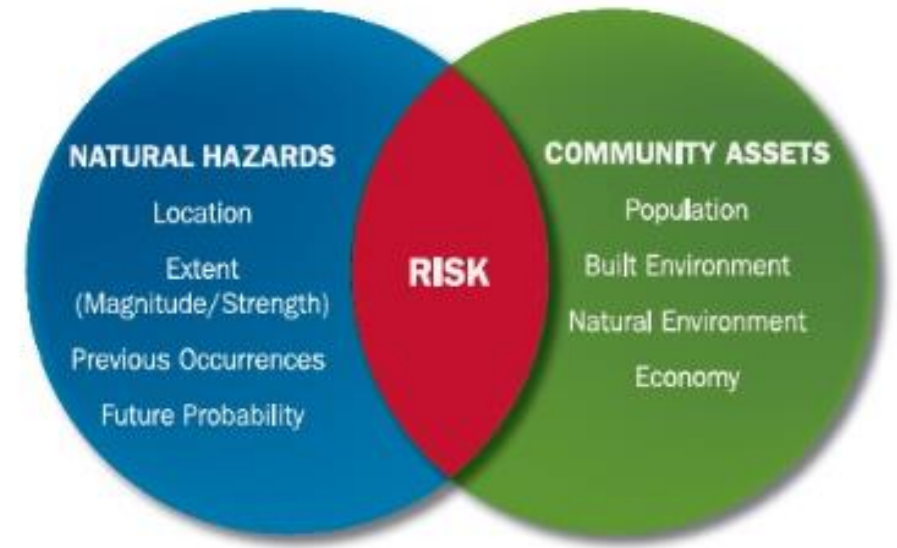 NATURAL HAZARDS
Location
Extent
(Magnitude/Strength)
Previous Occurrences
Future Probability
RISK
COMMUNITY ASSETS
Population
Built Environment
Natural Environment
Economy